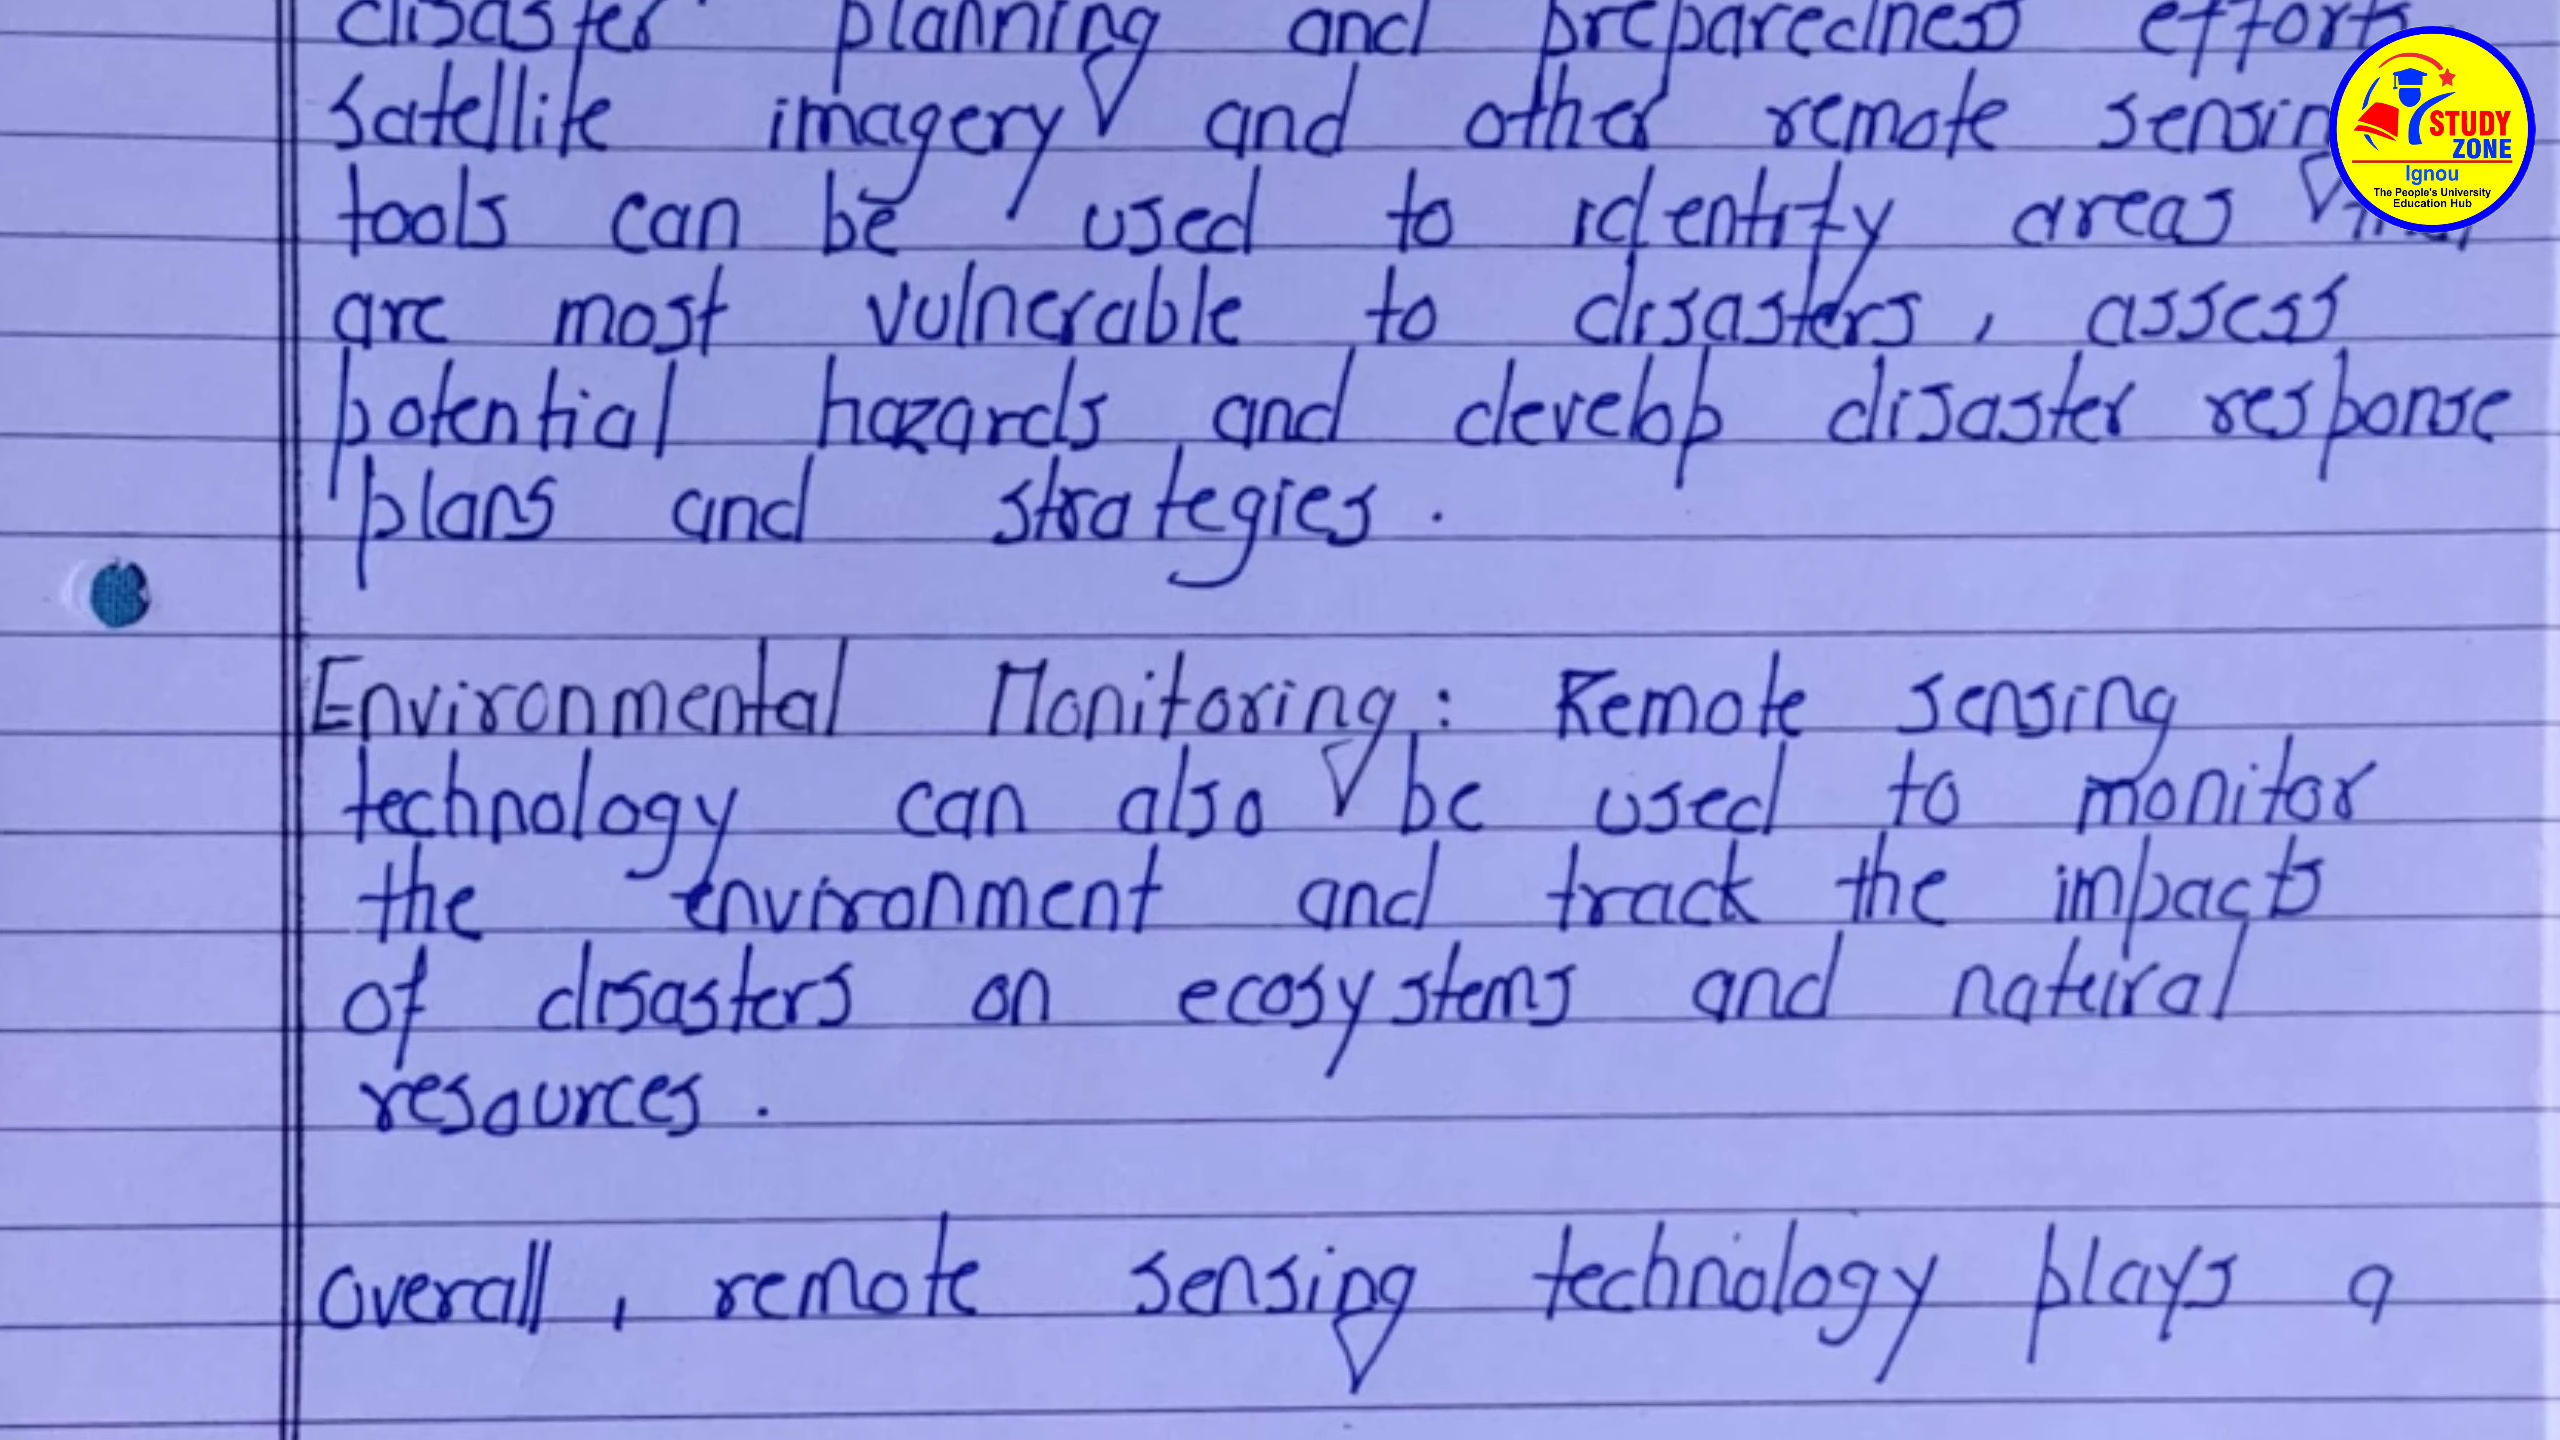 disaster planning and preparedness efforts
satellite imagery and other remote sensing
tools can be used to identify areas
are most vulnerable to disasters, assess
potential hazards and develop disaster response
plans and strategies.
Environmental Monitoring: Remote sensing
technology can also be used to monitor
the environment and track the impacts
of disasters on ecosystems and natural
resources.
Overall, remote sensing technology plays a
STUDY
ZONE
Ignou
The People's University
Education Hub